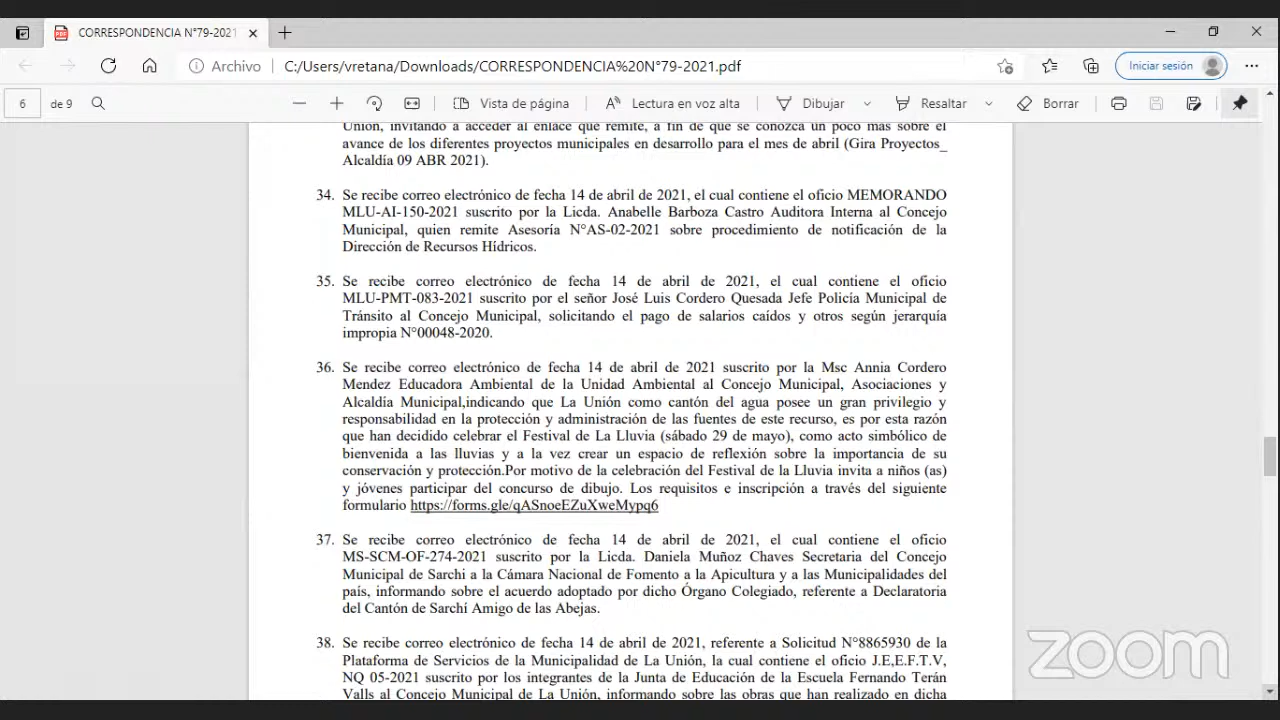 CORRESPONDENCIA N°79-2021
Archivo
C:/Users/vretana/Downloads/CORRESPONDENCIA%20N°79-2021.pdf
Iniciar sesión
6 de 9
Vista de página
Lectura en voz alta
Dibujar
Resaltar
Borrar
Unión, invitando a acceder al enlace que remite, a fin de que se conozca un poco más sobre el
avance de los diferentes proyectos municipales en desarrollo para el mes de abril (Gira Proyectos_
Alcaldía 09 ABR 2021).
34. Se recibe correo electrónico de fecha 14 de abril de 2021, el cual contiene el oficio MEMORANDO
MLU-AI-150-2021 suscrito por la Licda. Anabelle Barboza Castro Auditora Interna al Concejo
Municipal, quien remite Asesoría N°AS-02-2021 sobre procedimiento de notificación de la
Dirección de Recursos Hídricos.
35. Se recibe correo electrónico de fecha 14 de abril de 2021, el cual contiene el oficio
MLU-PMT-083-2021 suscrito por el señor José Luis Cordero Quesada Jefe Policía Municipal de
Tránsito al Concejo Municipal, solicitando el pago de salarios caídos y otros según jerarquía
impropia N°00048-2020.
36. Se recibe correo electrónico de fecha 14 de abril de 2021 suscrito por la Msc Annia Cordero
Mendez Educadora Ambiental de la Unidad Ambiental al Concejo Municipal, Asociaciones y
Alcaldía Municipal,indicando que La Unión como cantón del agua posee un gran privilegio y
responsabilidad en la protección y administración de las fuentes de este recurso, es por esta razón
que han decidido celebrar el Festival de La Lluvia (sábado 29 de mayo), como acto simbólico de
bienvenida a las lluvias y a la vez crear un espacio de reflexión sobre la importancia de su
conservación y protección.Por motivo de la celebración del Festival de la Lluvia invita a niños (as)
y jóvenes participar del concurso de dibujo. Los requisitos e inscripción a través del siguiente
formulario https://forms.gle/qASnoeEZuXweMypq6
37. Se recibe correo electrónico de fecha 14 de abril de 2021, el cual contiene el oficio
MS-SCM-OF-274-2021 suscrito por la Licda. Daniela Muñoz Chaves Secretaria del Concejo
Municipal de Sarchi a la Cámara Nacional de Fomento a la Apicultura y a las Municipalidades del
país, informando sobre el acuerdo adoptado por dicho Órgano Colegiado, referente a Declaratoria
del Cantón de Sarchí Amigo de las Abejas.
38. Se recibe correo electrónico de fecha 14 de abril de 2021, referente a Solicitud N°8865930 de la
Plataforma de Servicios de la Municipalidad de La Unión, la cual contiene el oficio J.E,E.F.T.V,
NQ 05-2021 suscrito por los integrantes de la Junta de Educación de la Escuela Fernando Terán
Valls al Concejo Municipal de La Unión, informando sobre las obras que han realizado en dicha
zoom